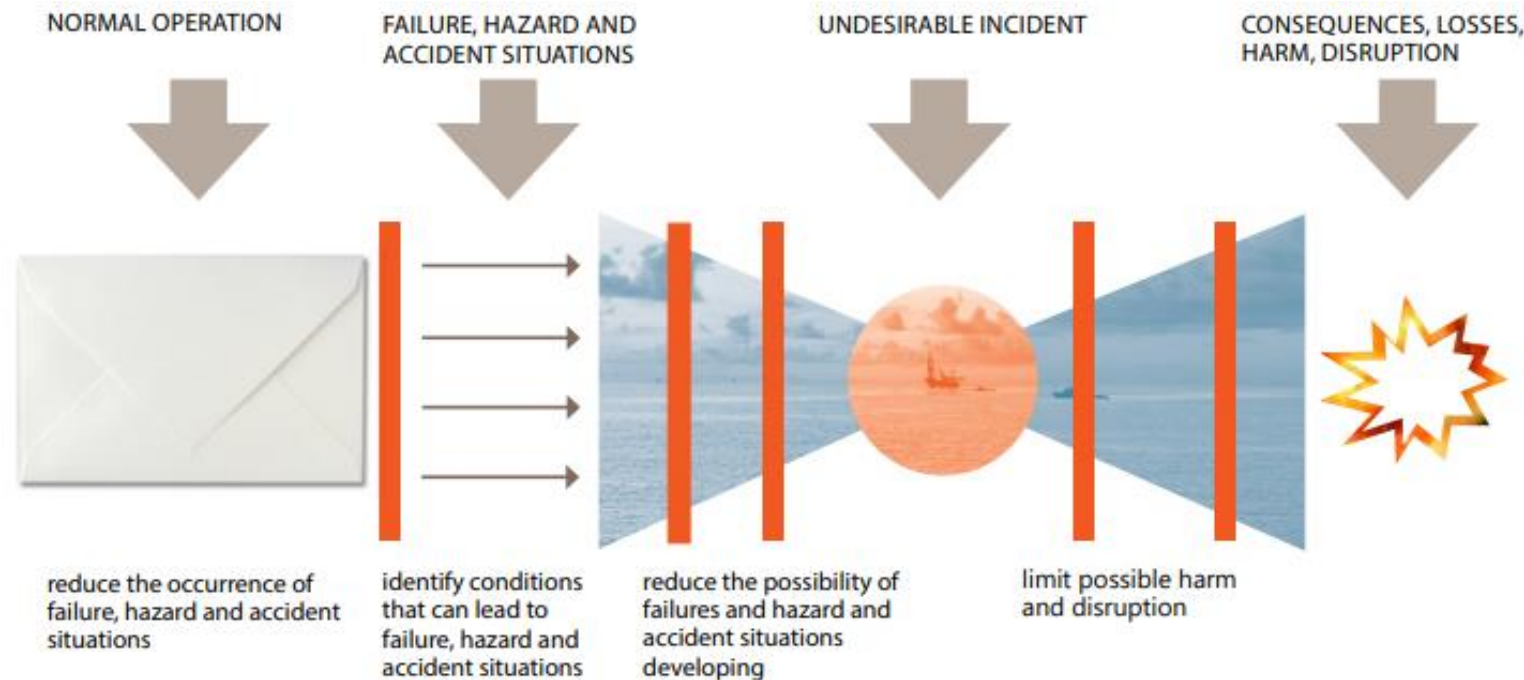 NORMAL OPERATION
FAILURE, HAZARD AND
ACCIDENT SITUATIONS
UNDESIRABLE INCIDENT
CONSEQUENCES, LOSSES,
HARM, DISRUPTION
reduce the occurrence of
failure, hazard and accident
situations
identify conditions
that can lead to
failure, hazard and
accident situations
reduce the possibility of
failures and hazard and
accident situations
developing
limit possible harm
and disruption